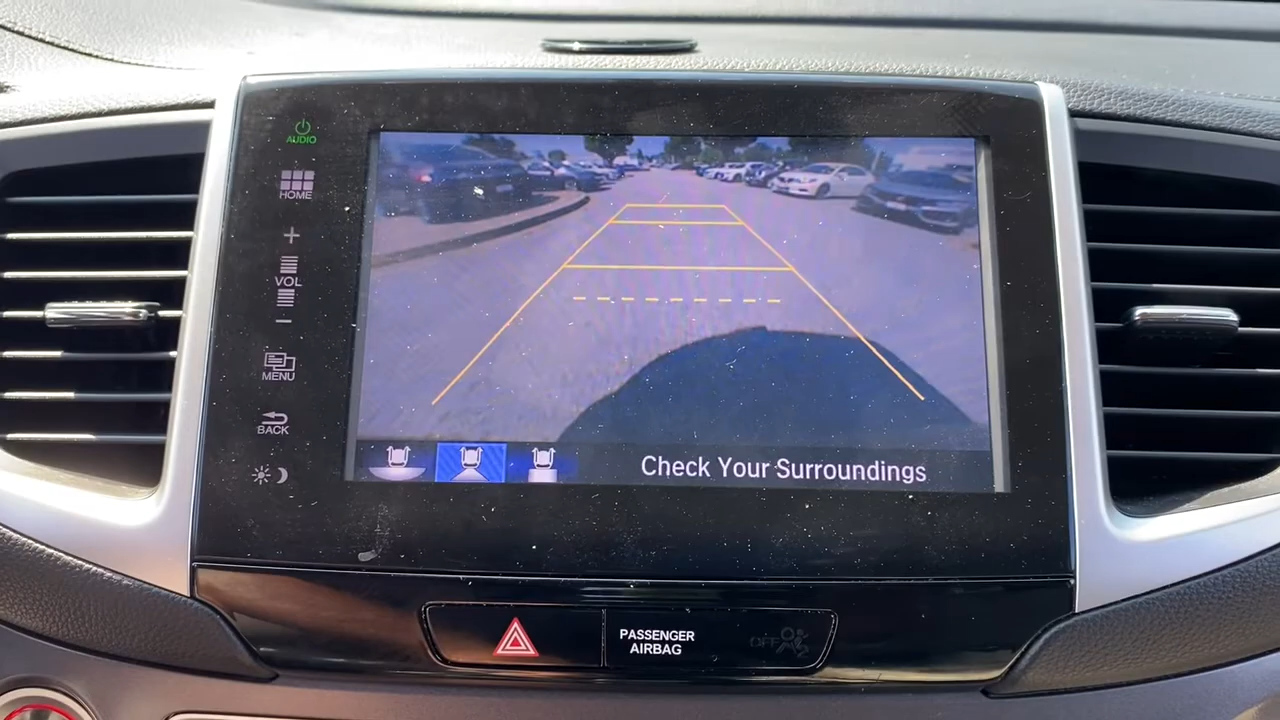 AUDIO
HOME
+
VOL
−
MENU
BACK
Check Your Surroundings
PASSENGER
AIRBAG
OFF